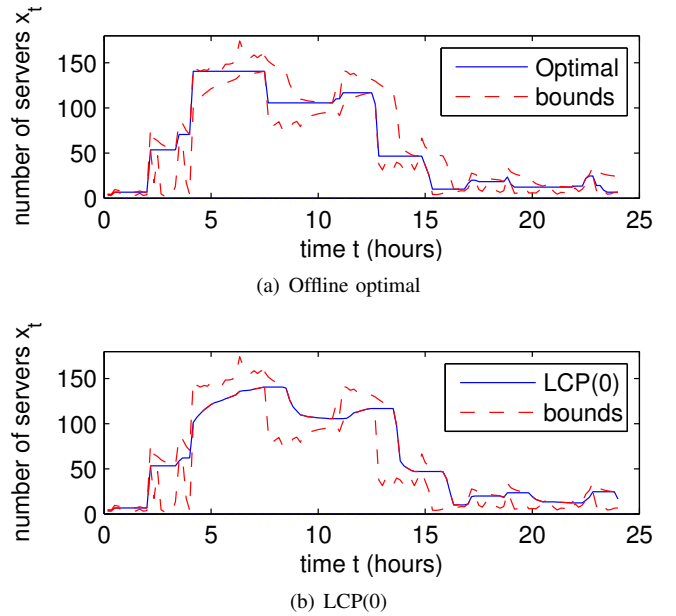 number of servers x_t
150
100
50
0
Optimal
bounds
0 5 10 15 20 25
time t (hours)
(a) Offline optimal
number of servers x_t
150
100
50
0
LCP(0)
bounds
0 5 10 15 20 25
time t (hours)
(b) LCP(0)